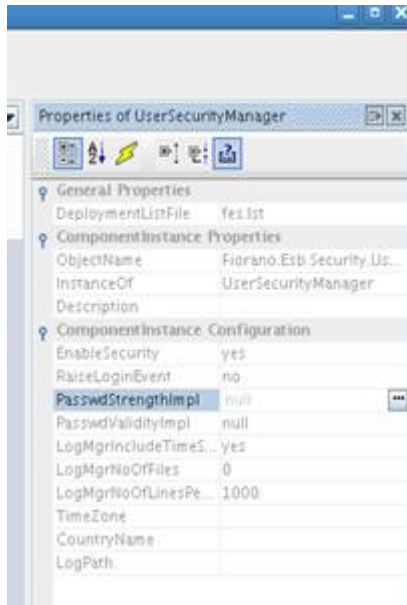 Properties of UserSecurityManager
General Properties
DeploymentListFile fes.lst
ComponentInstance Properties
ObjectName Fiorano.Esb.Security.Us...
InstanceOf UserSecurityManager
Description
ComponentInstance Configuration
EnableSecurity yes
RaiseLoginEvent no
PasswdStrengthImpl null
PasswdValidityImpl null
LogMgrIncludeTimeS... yes
LogMgrNoOfFiles 0
LogMgrNoOfLinesPe... 1000
TimeZone
CountryName
LogPath